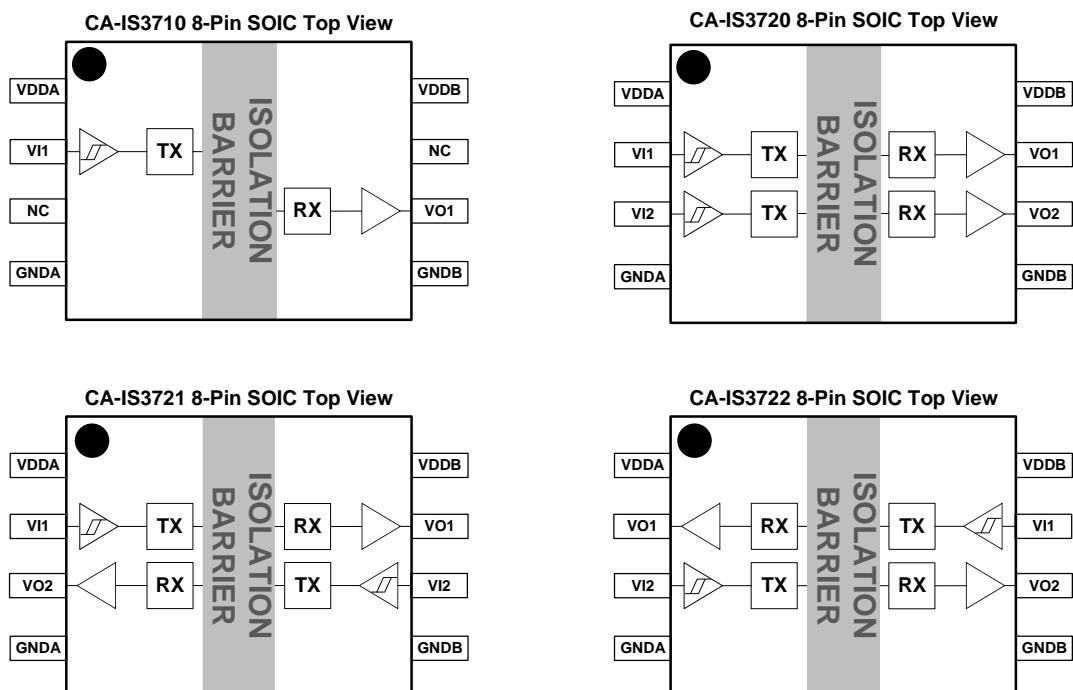 CA-IS3710 8-Pin SOIC Top View
VDDA
VI1
NC
GNDA
TX
ISOLATION
BARRIER
RX
VDDB
NC
VO1
GNDB
CA-IS3720 8-Pin SOIC Top View
VDDA
VI1
VI2
GNDA
TX
TX
ISOLATION
BARRIER
RX
RX
VDDB
VO1
VO2
GNDB
CA-IS3721 8-Pin SOIC Top View
VDDA
VI1
VO2
GNDA
TX
RX
ISOLATION
BARRIER
RX
TX
VDDB
VO1
VI2
GNDB
CA-IS3722 8-Pin SOIC Top View
VDDA
VO1
VI2
GNDA
RX
TX
ISOLATION
BARRIER
TX
RX
VDDB
VI1
VO2
GNDB